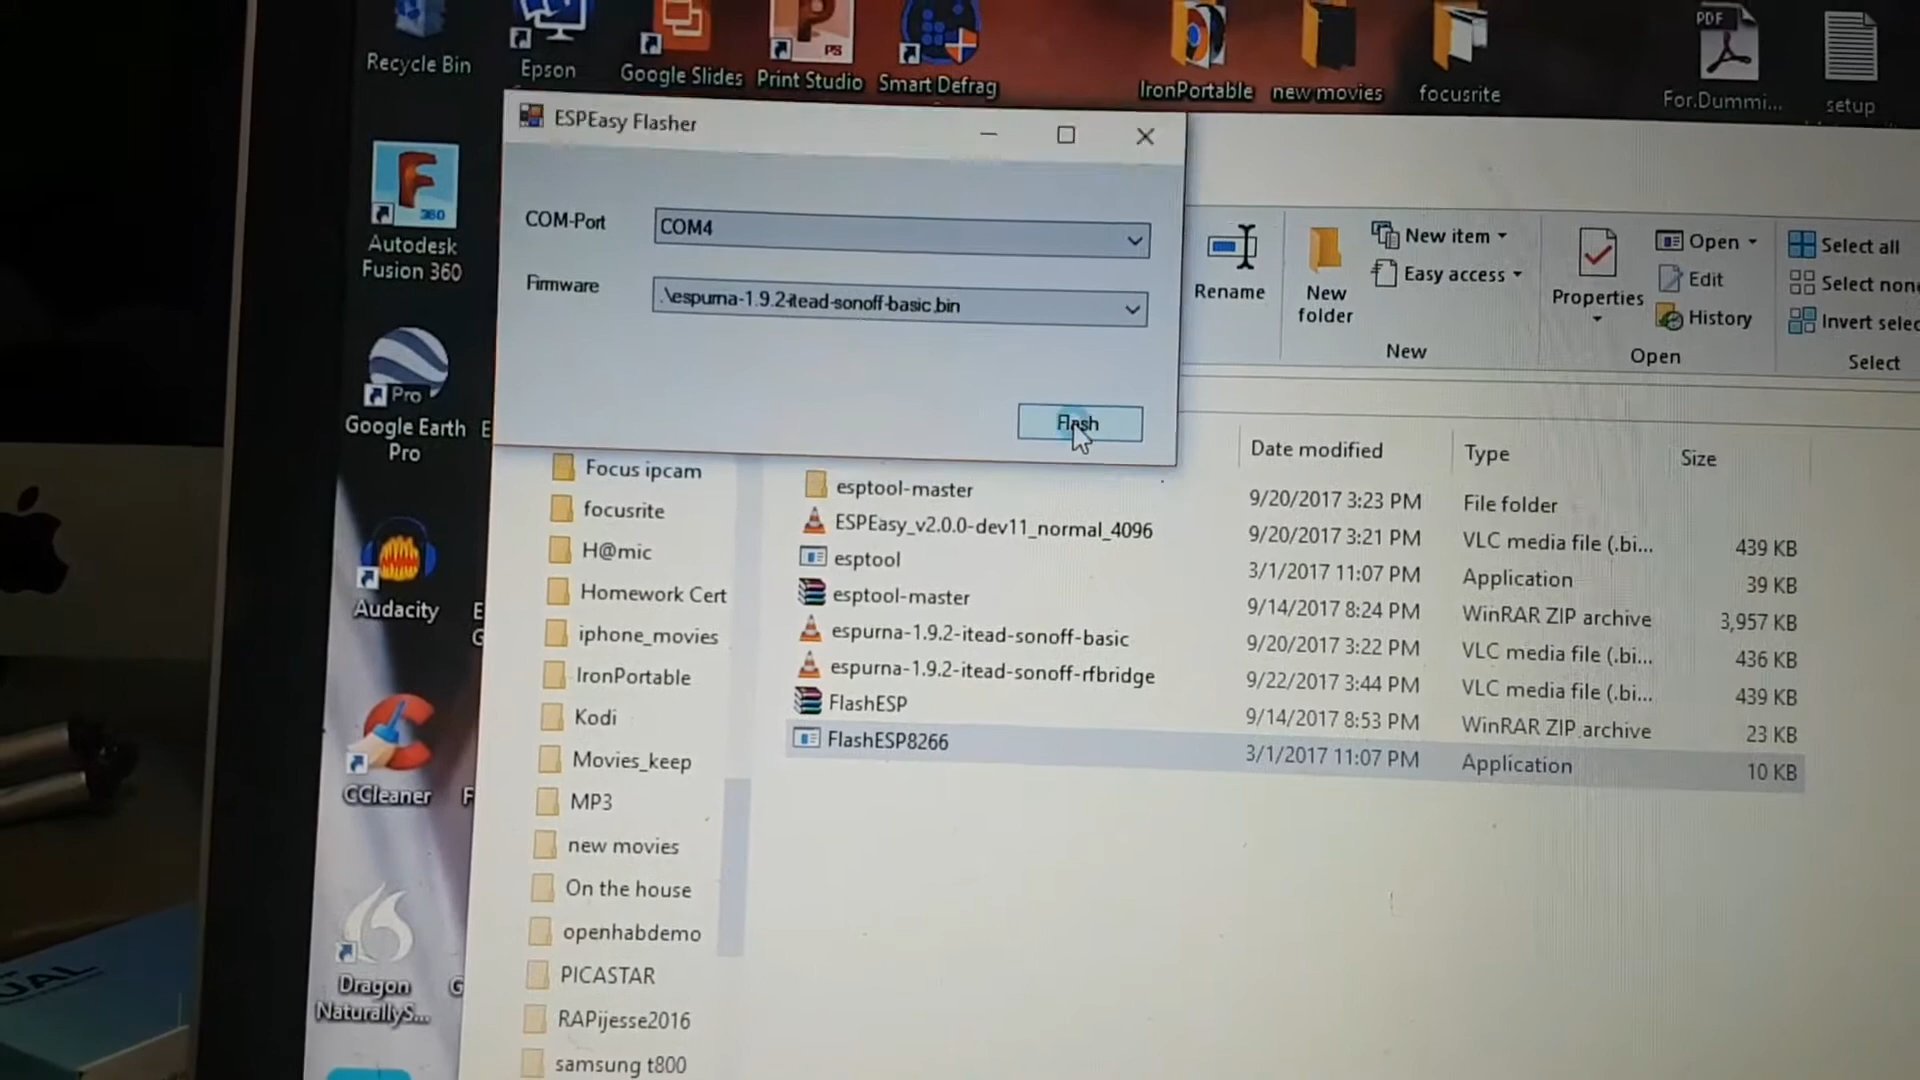 Recycle Bin
Epson
Google Slides
Print Studio
Smart Defrag
IronPortable
new movies
focusrite
PDF
For.Dummi...
setup
PS
ESPEasy Flasher
COM-Port
COM4
Firmware
.\espurna-1.9.2-itead-sonoff-basic.bin
Flash
Rename
New
folder
New item
Easy access
New
Properties
Open
Edit
History
Open
Select all
Select none
Select
360
Autodesk
Fusion 360
Pro
Google Earth
Pro
Audacity
CCleaner
Dragon
NaturallyS...
Focus ipcam
focusrite
H@mic
Homework Cert
iphone_movies
IronPortable
Kodi
Movies_keep
MP3
new movies
On the house
openhabdemo
PICASTAR
RAPijesse2016
samsung t800
Date modified
Type
Size
esptool-master 9/20/2017 3:23 PM File folder
ESPEasy_v2.0.0-dev11_normal_4096 9/20/2017 3:21 PM VLC media file (.bi... 439 KB
esptool 3/1/2017 11:07 PM Application 39 KB
esptool-master 9/14/2017 8:24 PM WinRAR ZIP archive 3,957 KB
espurna-1.9.2-itead-sonoff-basic 9/20/2017 3:22 PM VLC media file (.bi... 436 KB
espurna-1.9.2-itead-sonoff-rfbridge 9/22/2017 3:44 PM VLC media file (.bi... 439 KB
FlashESP 9/14/2017 8:53 PM WinRAR ZIP archive 23 KB
FlashESP8266 3/1/2017 11:07 PM Application 10 KB